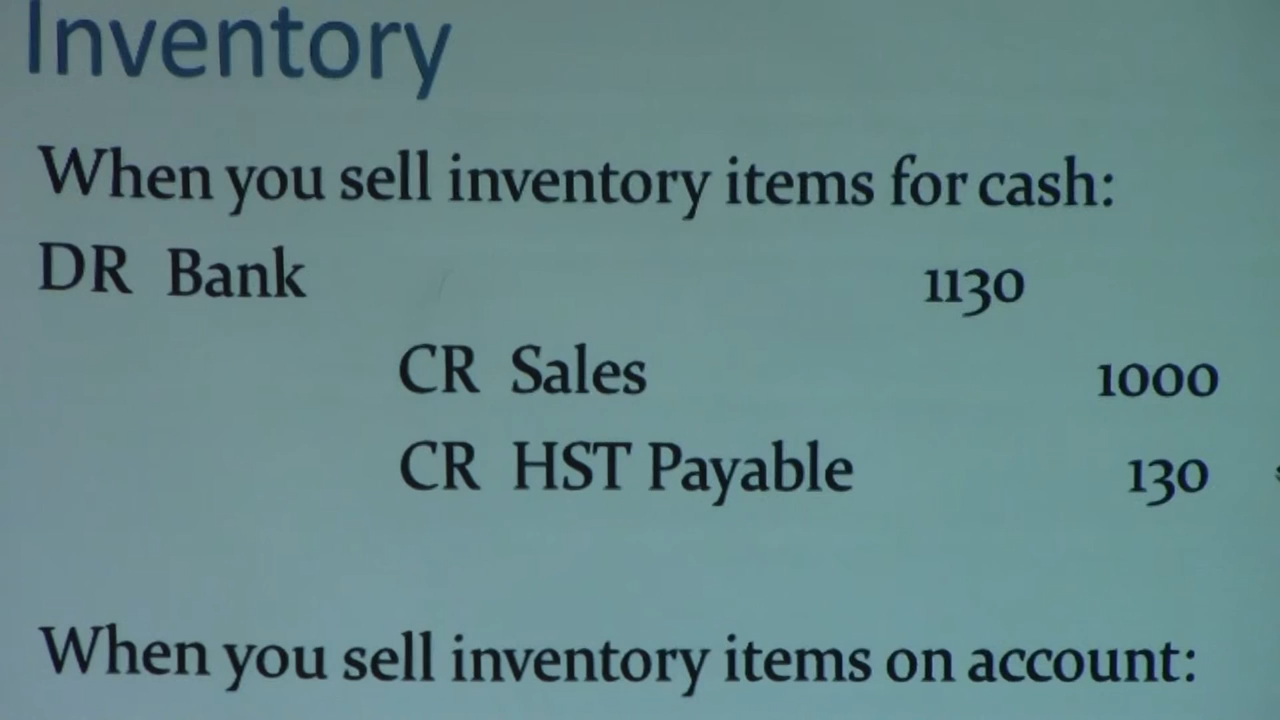 Inventory
When you sell inventory items for cash:
DR Bank 1130
CR Sales 1000
CR HST Payable 130
When you sell inventory items on account: